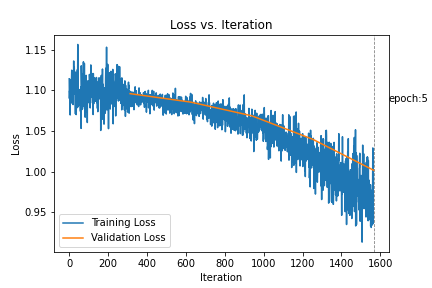 Loss vs. Iteration
1.15
1.10
1.05
1.00
0.95
Loss
epoch:5
Training Loss
Validation Loss
0 200 400 600 800 1000 1200 1400 1600
Iteration